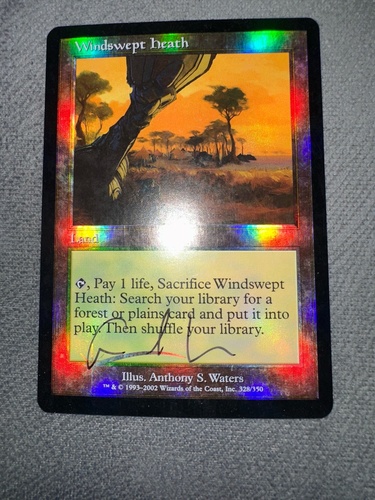 Windswept Heath
Land
, Pay 1 life, Sacrifice Windswept
Heath: Search your library for a
forest or plains card and put it into
play. Then shuffle your library.
Illus. Anthony S. Waters
™ & © 1993–2002 Wizards of the Coast, Inc. 328/350